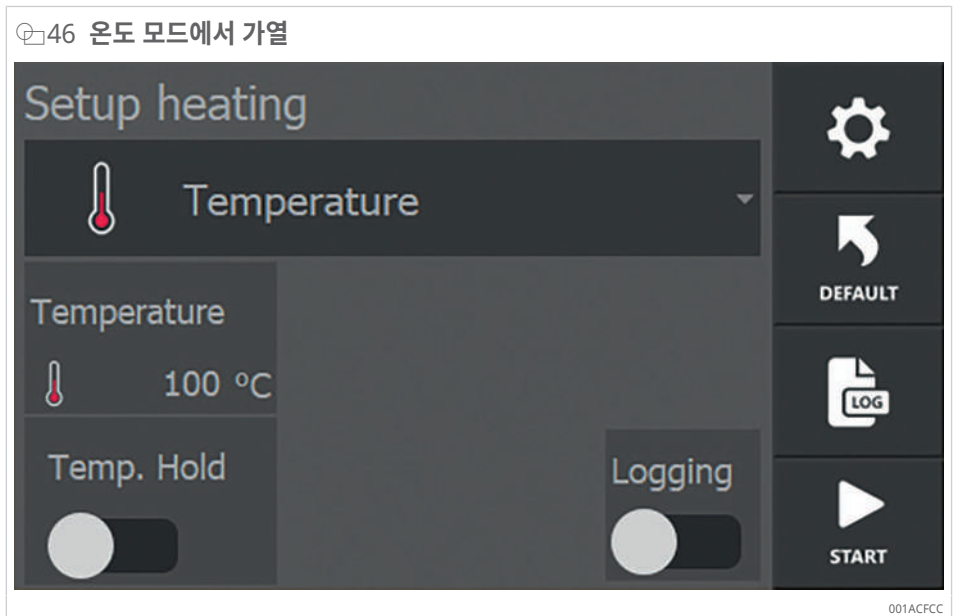 46 온도 모드에서 가열
Setup heating
Temperature
DEFAULT
Temperature
100 °C
LOG
Temp. Hold
Logging
START
001ACFCC